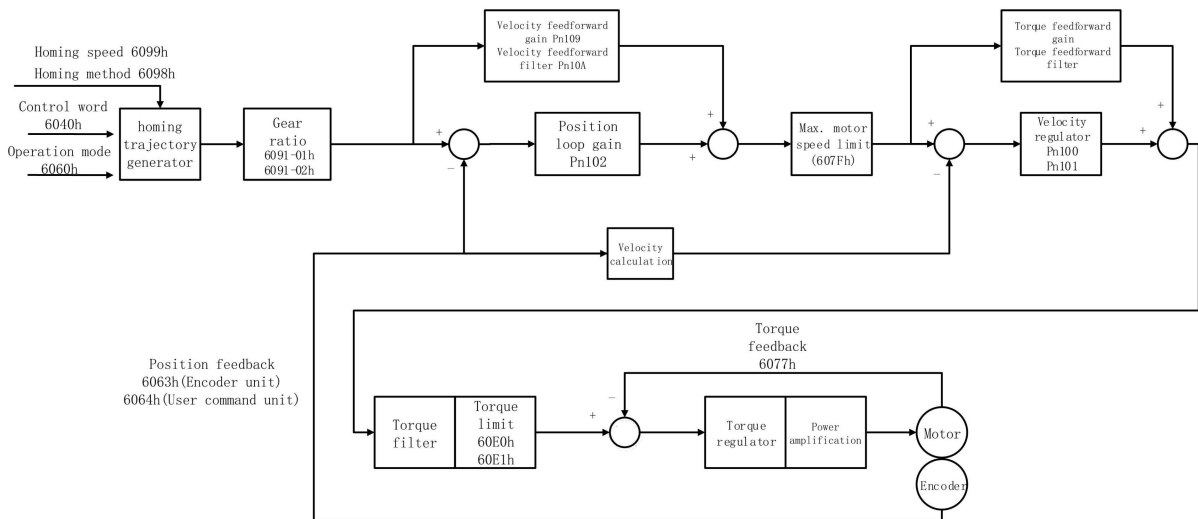 Homing speed 6099h
Homing method 6098h
Control word
6040h
Operation mode
6060h
homing
trajectory
generator
Gear
ratio
6091-01h
6091-02h
Velocity feedforward
gain Pn109
Velocity feedforward
filter Pn10A
+
−
Position
loop gain
Pn102
+
+
Max. motor
speed limit
(607Fh)
+
−
Torque feedforward
gain
Torque feedforward
filter
Velocity
regulator
Pn100
Pn101
+
+
Velocity
calculation
Position feedback
6063h(Encoder unit)
6064h(User command unit)
Torque
feedback
6077h
Torque
filter
Torque
limit
60E0h
60E1h
+
−
Torque
regulator
Power
amplification
Motor
Encoder